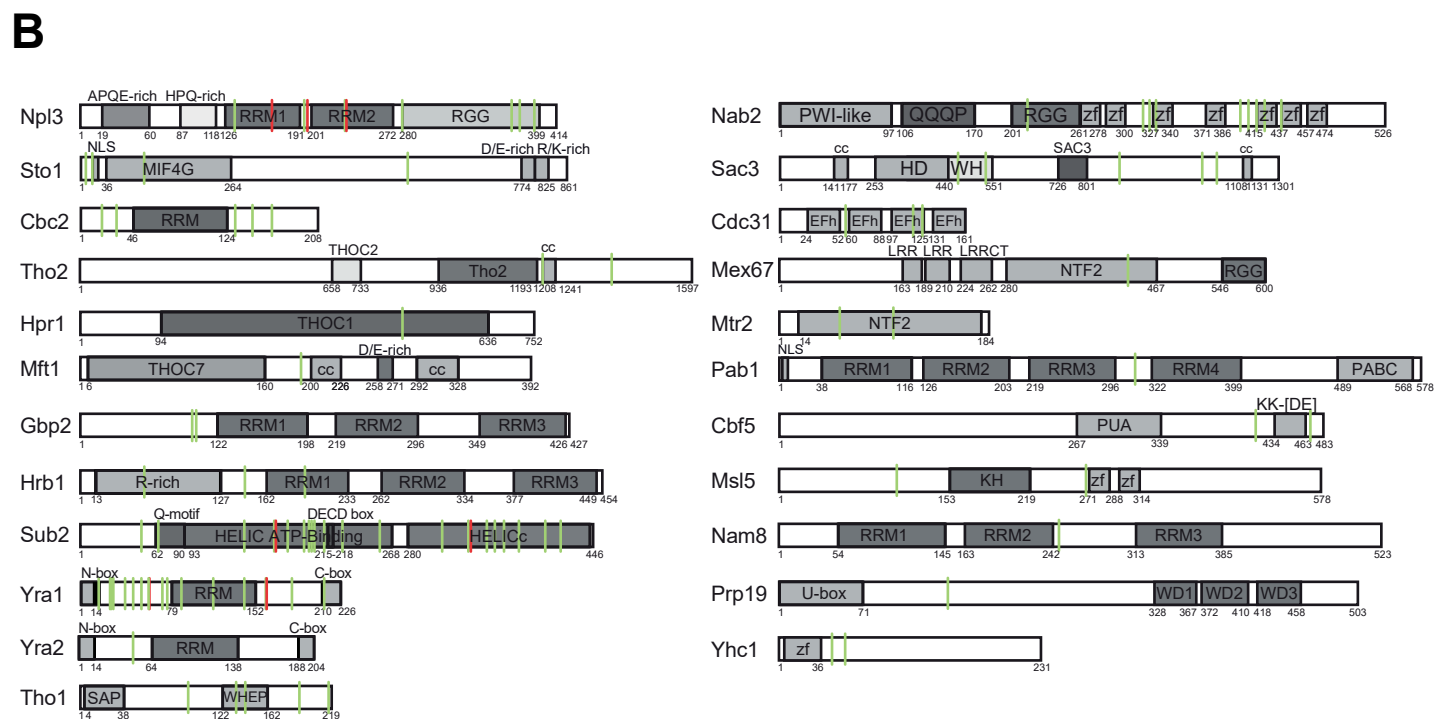 B
APQE-rich HPQ-rich
Npl3 RRM1 RRM2 RGG
1 19 60 87 118 126 191 201 272 280 399 414
NLS D/E-rich R/K-rich
Sto1 MIF4G
1 36 264 774 825 861
Cbc2 RRM
1 46 124 208
THOC2 cc
Tho2 Tho2
1 658 733 936 1193 1208 1241 1597
Hpr1 THOC1
1 94 636 752
D/E-rich
Mft1 THOC7 cc cc
1 6 160 200 226 258 271 292 328 392
Gbp2 RRM1 RRM2 RRM3
1 122 198 219 296 349 426 427
Hrb1 R-rich RRM1 RRM2 RRM3
1 13 127 162 233 262 334 377 449 454
Q-motif DECD box
Sub2 HELIC ATP-Binding HELICc
1 62 90 93 215-218 268 280 446
N-box C-box
Yra1 RRM
1 14 79 152 210 226
N-box C-box
Yra2 RRM
1 14 64 138 188 204
Tho1 SAP WHEP
1 4 38 122 162 219
Nab2 PWI-like QQQP RGG zf zf zf zf zf zf zf
1 97 106 170 201 261 278 300 327 340 371 386 415 437 457 474 526
cc SAC3 cc
Sac3 HD WH
1 141 177 253 440 551 726 801 1108 1131 1301
Cdc31 EFh EFh EFh EFh
1 24 52 60 88 97 125 131 161
LRR LRR LRRCT
Mex67 NTF2 RGG
1 163 189 210 224 262 280 467 546 600
Mtr2 NTF2
1 14 184
NLS
Pab1 RRM1 RRM2 RRM3 RRM4 PABC
1 38 116 126 203 219 296 322 399 489 568 578
KK-[DE]
Cbf5 PUA
1 267 339 434 463 483
Msl5 KH zf zf
1 153 219 271 288 314 578
Nam8 RRM1 RRM2 RRM3
1 54 145 163 242 313 385 523
Prp19 U-box WD1 WD2 WD3
1 71 328 367 372 410 418 458 503
Yhc1 zf
1 36 231